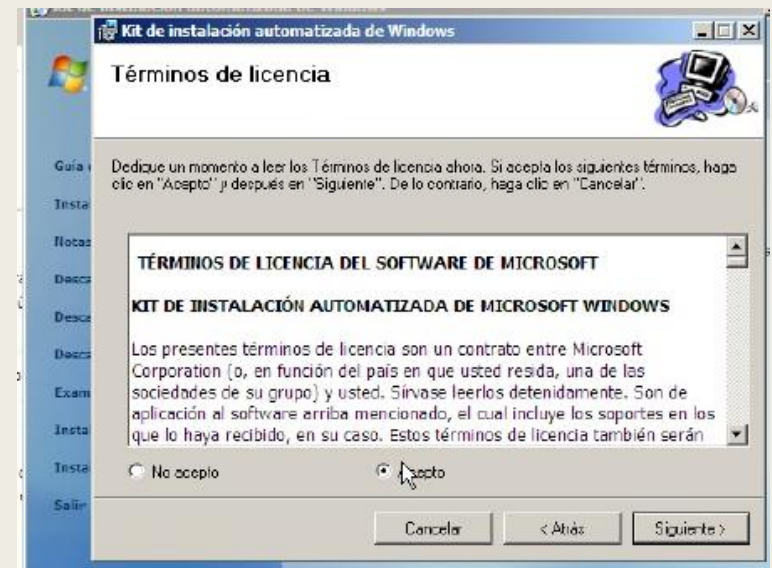 Kit de instalación automatizada de Windows
Términos de licencia
Dedique un momento a leer los Términos de licencia ahora. Si acepta los siguientes términos, haga
clic en "Acepto" y después en "Siguiente". De lo contrario, haga clic en "Cancelar".
TÉRMINOS DE LICENCIA DEL SOFTWARE DE MICROSOFT
KIT DE INSTALACIÓN AUTOMATIZADA DE MICROSOFT WINDOWS
Los presentes términos de licencia son un contrato entre Microsoft
Corporation (o, en función del país en que usted resida, una de las
sociedades de su grupo) y usted. Sírvase leerlos detenidamente. Son de
aplicación al software arriba mencionado, el cual incluye los soportes en los
que lo haya recibido, en su caso. Estos términos de licencia también serán
No acepto
Acepto
Cancelar
< Atrás
Siguiente >
Guía
Insta
Notas
Desca
Desca
Desca
Exam
Insta
Insta
Salir